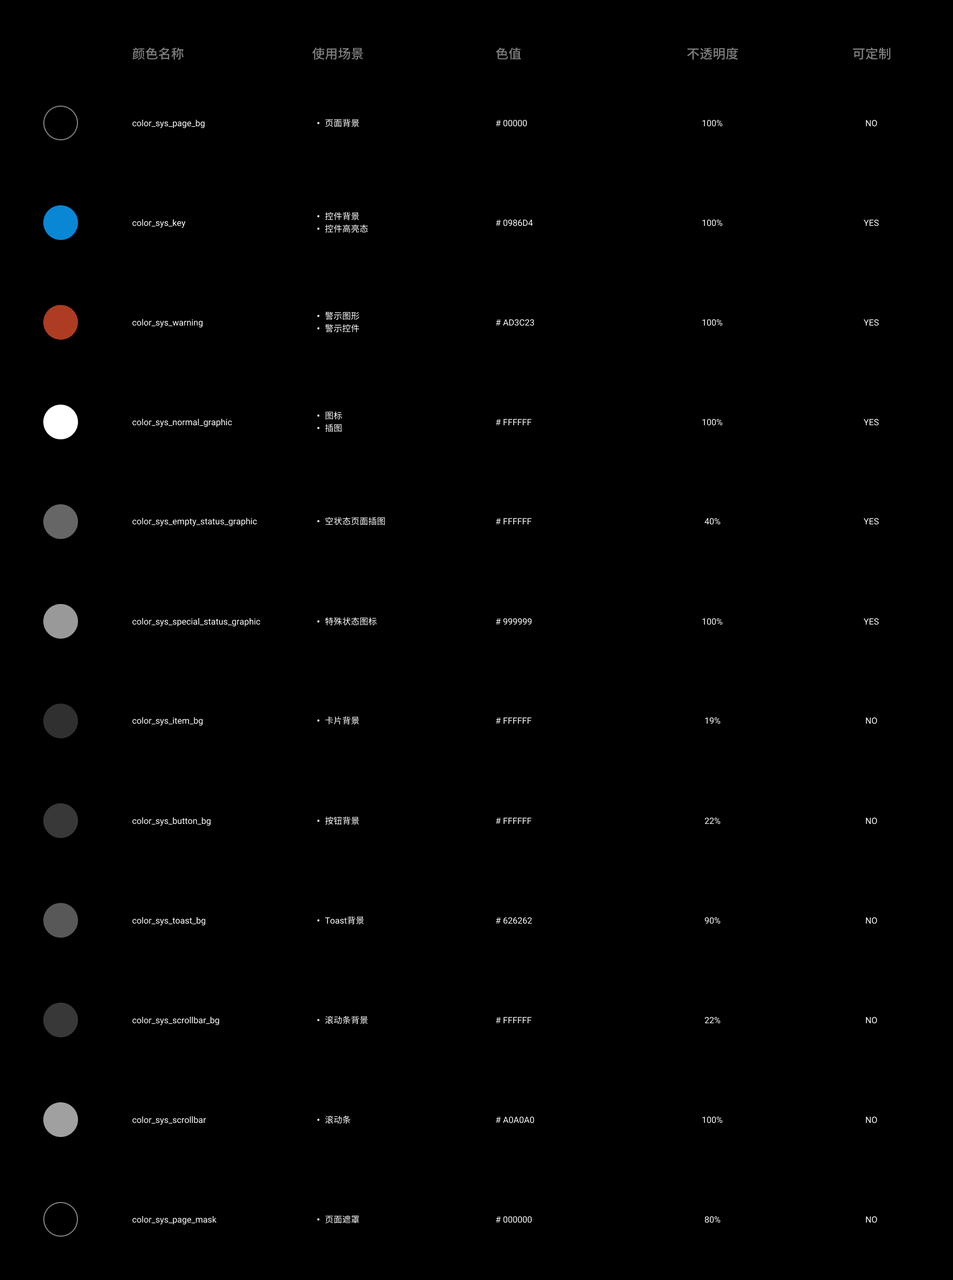 颜色名称 使用场景 色值 不透明度 可定制
color_sys_page_bg • 页面背景 # 00000 100% NO
color_sys_key • 控件背景 # 0986D4 100% YES
• 控件高亮态
color_sys_warning • 警示图形 # AD3C23 100% YES
• 警示控件
color_sys_normal_graphic • 图标 # FFFFFF 100% YES
• 插图
color_sys_empty_status_graphic • 空状态页面插图 # FFFFFF 40% YES
color_sys_special_status_graphic • 特殊状态图标 # 999999 100% YES
color_sys_item_bg • 卡片背景 # FFFFFF 19% NO
color_sys_button_bg • 按钮背景 # FFFFFF 22% NO
color_sys_toast_bg • Toast背景 # 626262 90% NO
color_sys_scrollbar_bg • 滚动条背景 # FFFFFF 22% NO
color_sys_scrollbar • 滚动条 # A0A0A0 100% NO
color_sys_page_mask • 页面遮罩 # 000000 80% NO